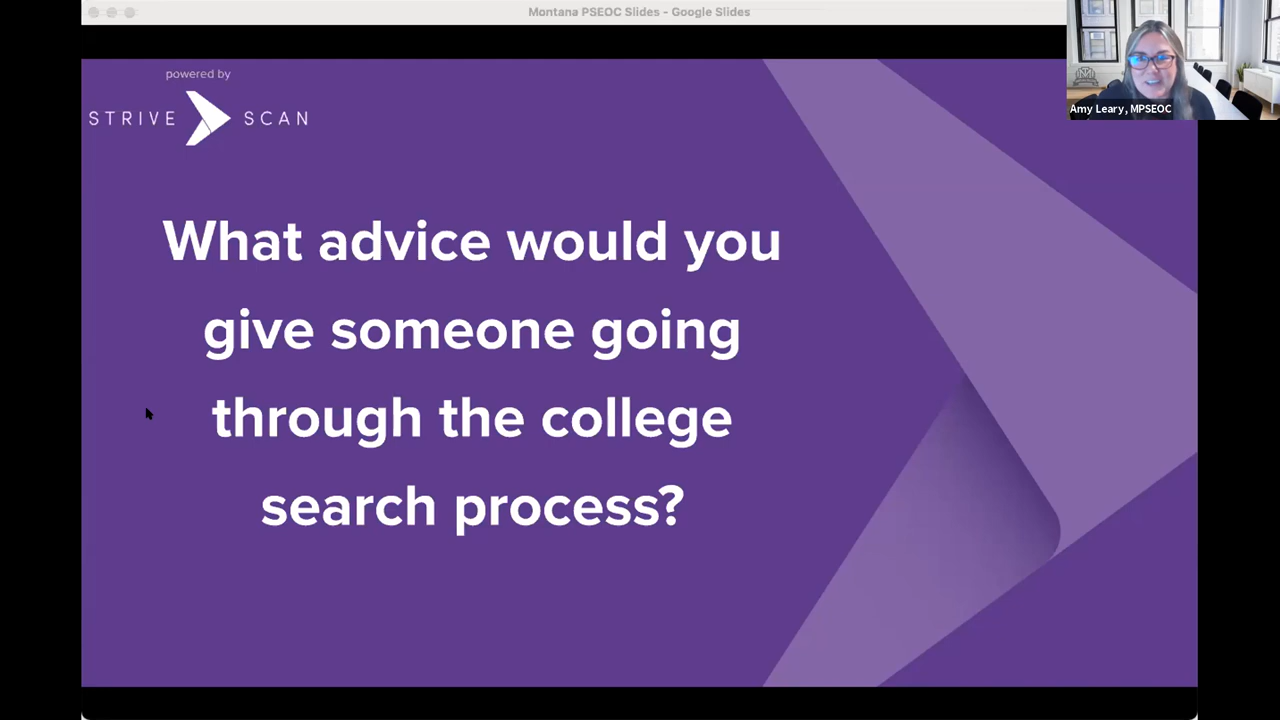 Montana PSEOC Slides - Google Slides
powered by
STRIVE SCAN
Amy Leary, MPSEOC
What advice would you
give someone going
through the college
search process?